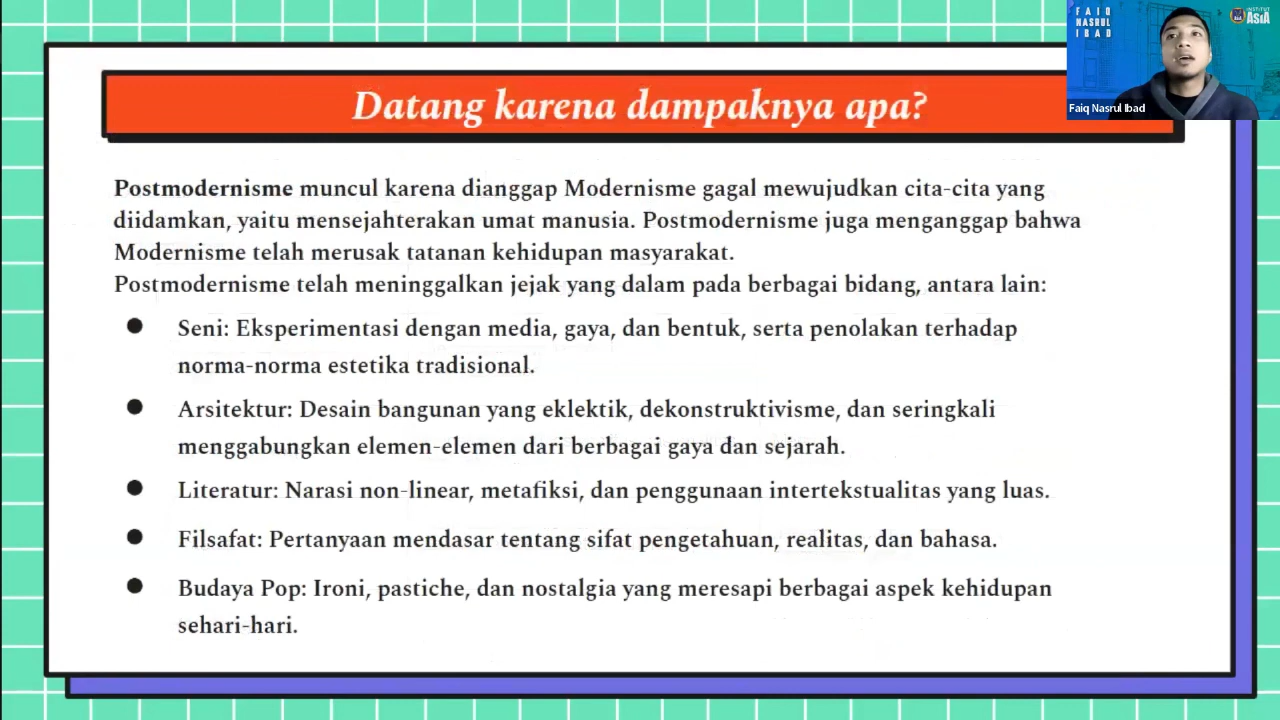 FAIQ
NASRUL
IBAD
INSTITUT
ASIA
Faiq Nasrul Ibad
Datang karena dampaknya apa?
Postmodernisme muncul karena dianggap Modernisme gagal mewujudkan cita-cita yang
diidamkan, yaitu mensejahterakan umat manusia. Postmodernisme juga menganggap bahwa
Modernisme telah merusak tatanan kehidupan masyarakat.
Postmodernisme telah meninggalkan jejak yang dalam pada berbagai bidang, antara lain:
● Seni: Eksperimentasi dengan media, gaya, dan bentuk, serta penolakan terhadap
norma-norma estetika tradisional.
● Arsitektur: Desain bangunan yang eklektik, dekonstruktivisme, dan seringkali
menggabungkan elemen-elemen dari berbagai gaya dan sejarah.
● Literatur: Narasi non-linear, metafiksi, dan penggunaan intertekstualitas yang luas.
● Filsafat: Pertanyaan mendasar tentang sifat pengetahuan, realitas, dan bahasa.
● Budaya Pop: Ironi, pastiche, dan nostalgia yang meresapi berbagai aspek kehidupan
sehari-hari.